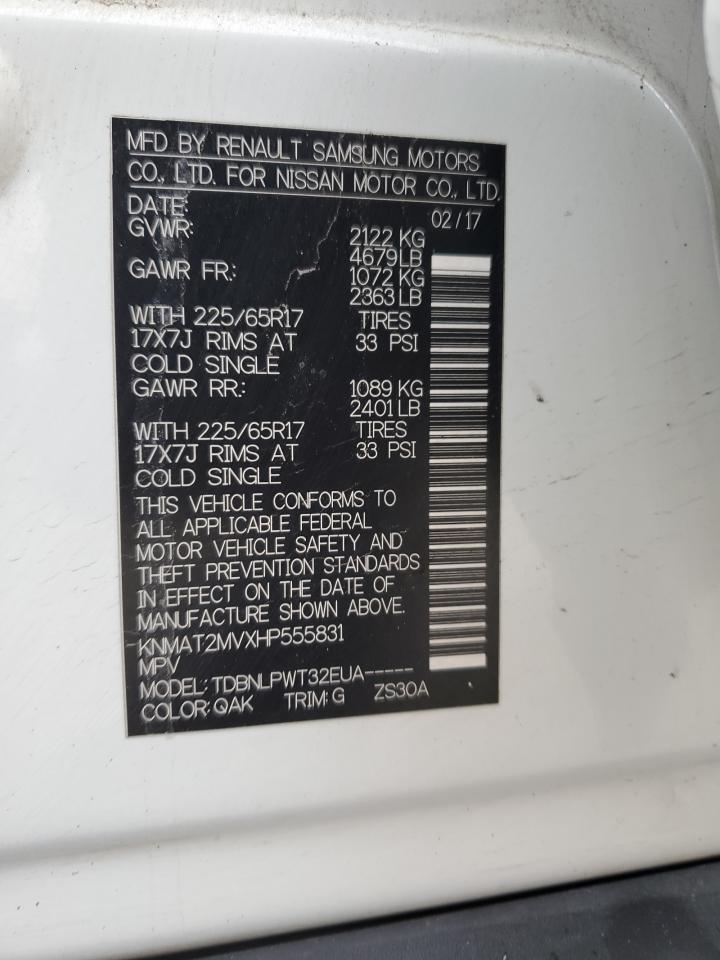 MFD BY RENAULT SAMSUNG MOTORS
CO., LTD. FOR NISSAN MOTOR CO., LTD.
DATE: 02/17
GVWR: 2122 KG
4679LB
GAWR FR.: 1072 KG
2363LB
WITH 225/65R17 TIRES
17X7J RIMS AT 33 PSI
COLD SINGLE
GAWR RR.: 1089 KG
2401LB
WITH 225/65R17 TIRES
17X7J RIMS AT 33 PSI
COLD SINGLE
THIS VEHICLE CONFORMS TO
ALL APPLICABLE FEDERAL
MOTOR VEHICLE SAFETY AND
THEFT PREVENTION STANDARDS
IN EFFECT ON THE DATE OF
MANUFACTURE SHOWN ABOVE.
KNMAT2MVXHP555831
MPV
MODEL: TDBNLPWT32EUA-----
COLOR: QAK TRIM: G ZS30A